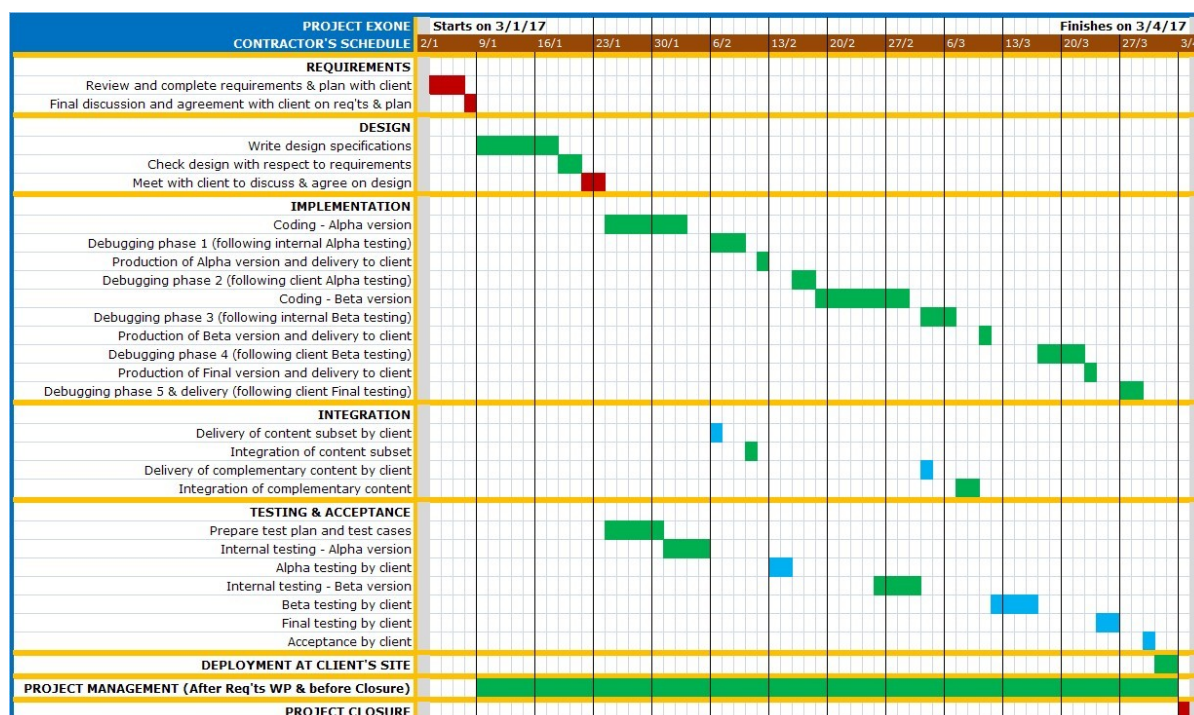 PROJECT EXONE Starts on 3/1/17 Finishes on 3/4/17
CONTRACTOR'S SCHEDULE 2/1 9/1 16/1 23/1 30/1 6/2 13/2 20/2 27/2 6/3 13/3 20/3 27/3
REQUIREMENTS
Review and complete requirements & plan with client
Final discussion and agreement with client on req'ts & plan
DESIGN
Write design specifications
Check design with respect to requirements
Meet with client to discuss & agree on design
IMPLEMENTATION
Coding - Alpha version
Debugging phase 1 (following internal Alpha testing)
Production of Alpha version and delivery to client
Debugging phase 2 (following client Alpha testing)
Coding - Beta version
Debugging phase 3 (following internal Beta testing)
Production of Beta version and delivery to client
Debugging phase 4 (following client Beta testing)
Production of Final version and delivery to client
Debugging phase 5 & delivery (following client Final testing)
INTEGRATION
Delivery of content subset by client
Integration of content subset
Delivery of complementary content by client
Integration of complementary content
TESTING & ACCEPTANCE
Prepare test plan and test cases
Internal testing - Alpha version
Alpha testing by client
Internal testing - Beta version
Beta testing by client
Final testing by client
Acceptance by client
DEPLOYMENT AT CLIENT'S SITE
PROJECT MANAGEMENT (After Req'ts WP & before Closure)
PROJECT CLOSURE